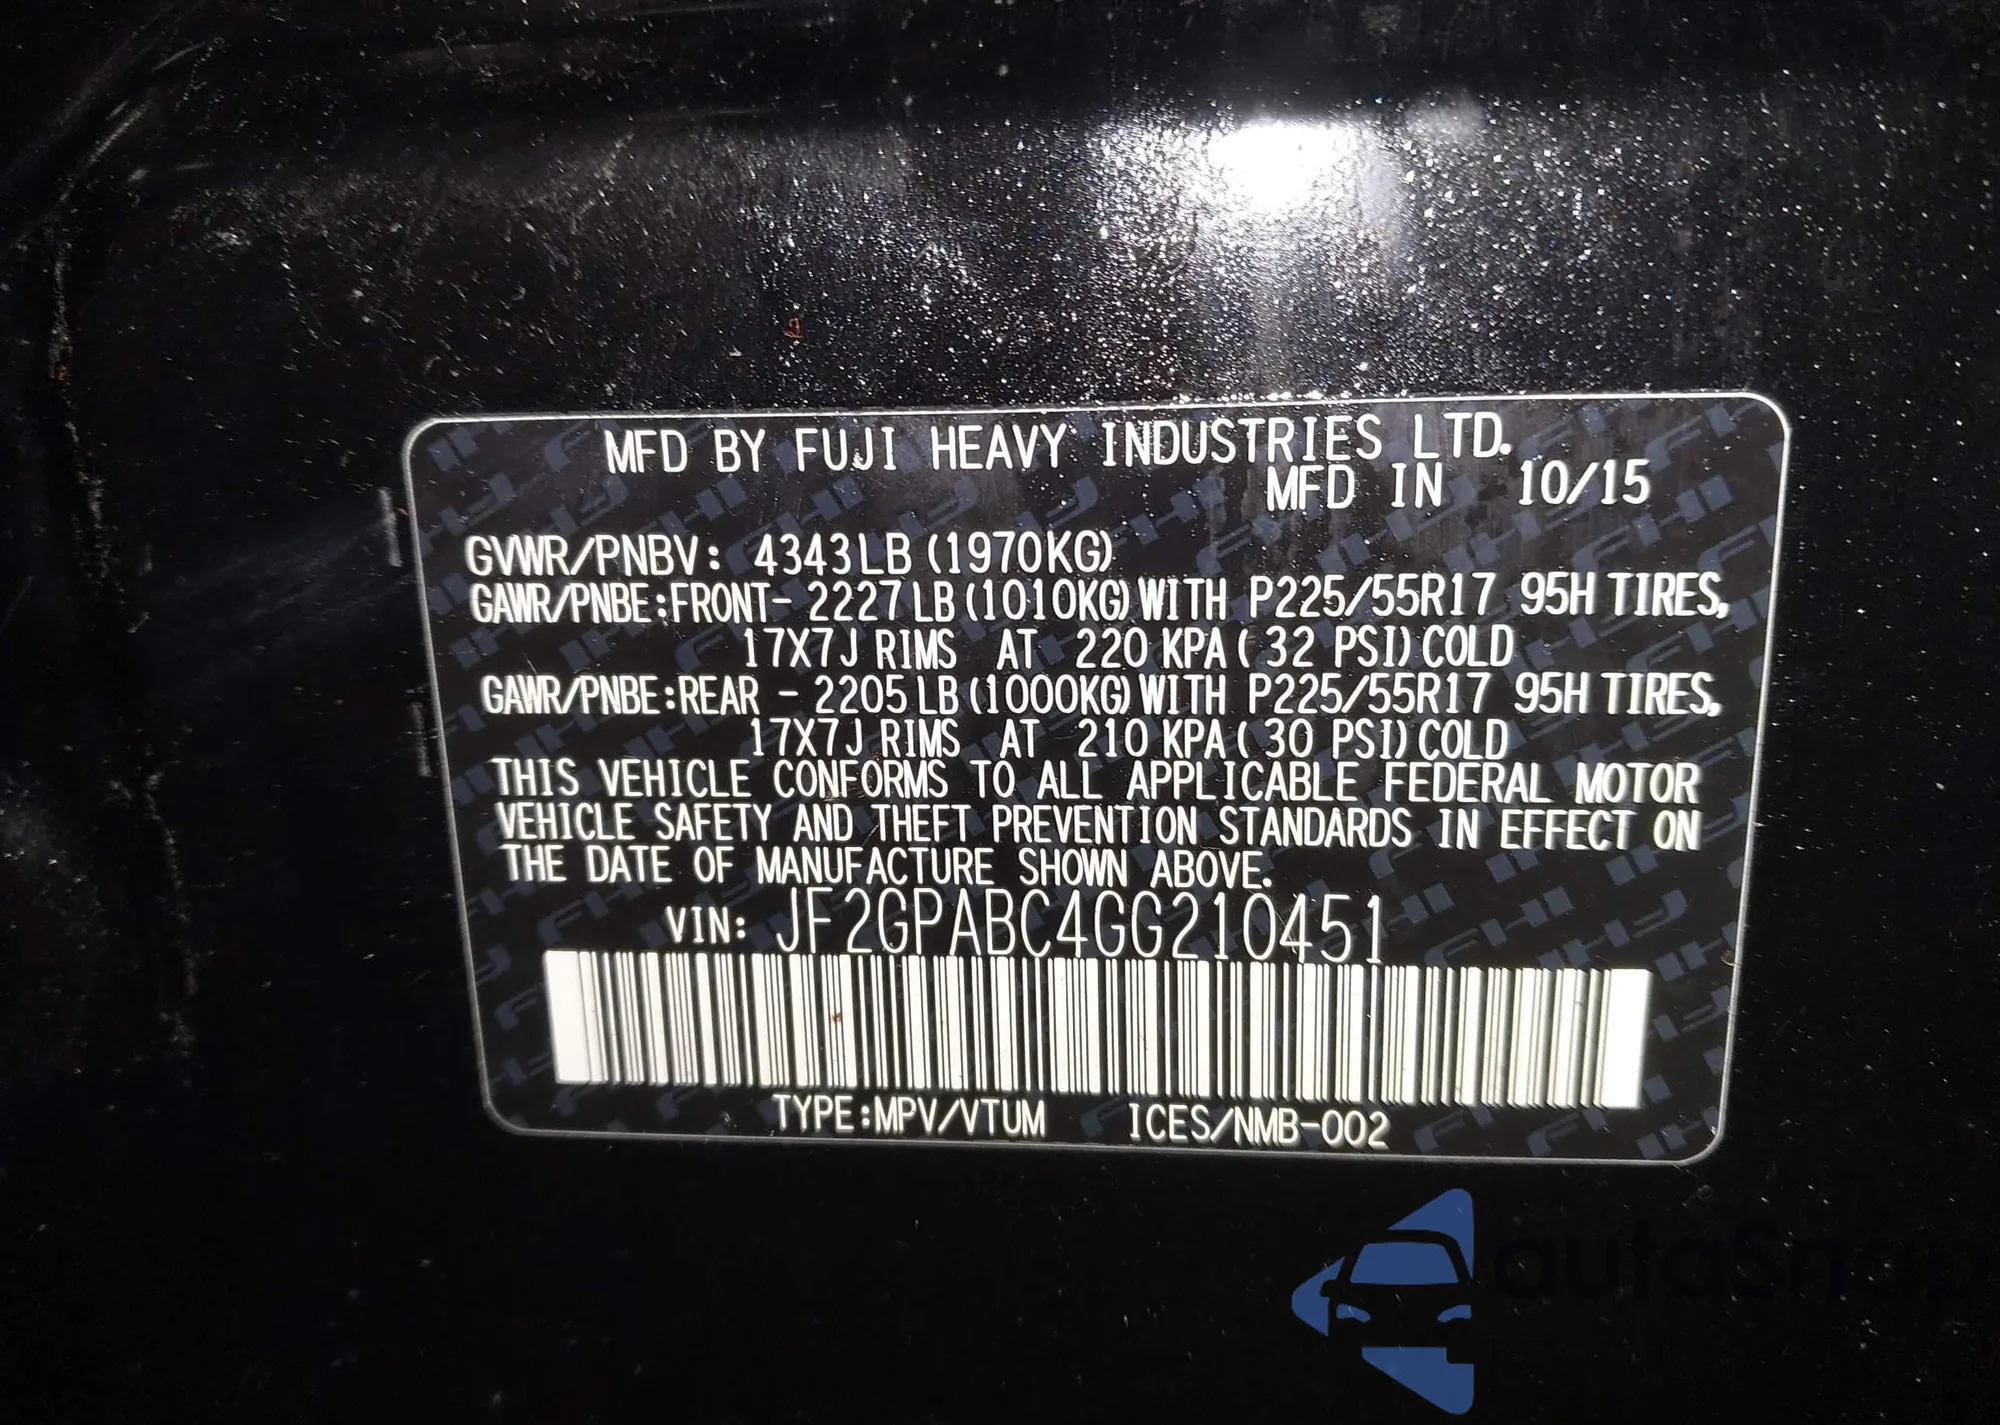 MFD BY FUJI HEAVY INDUSTRIES LTD.
MFD IN 10/15
GVWR/PNBV: 4343LB (1970KG)
GAWR/PNBE:FRONT- 2227LB(1010KG)WITH P225/55R17 95H TIRES,
17X7J RIMS AT 220 KPA( 32 PSI) COLD
GAWR/PNBE:REAR - 2205LB(1000KG)WITH P225/55R17 95H TIRES,
17X7J RIMS AT 210 KPA( 30 PSI) COLD
THIS VEHICLE CONFORMS TO ALL APPLICABLE FEDERAL MOTOR
VEHICLE SAFETY AND THEFT PREVENTION STANDARDS IN EFFECT ON
THE DATE OF MANUFACTURE SHOWN ABOVE.
VIN: JF2GPABC4GG210451
TYPE:MPV/VTUM ICES/NMB-002
autoSnap